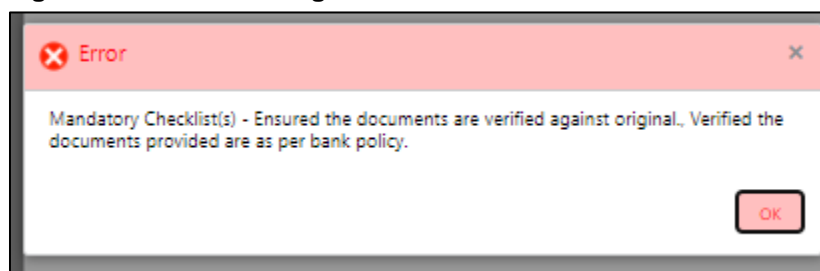 Error
×
Mandatory Checklist(s) - Ensured the documents are verified against original., Verified the
documents provided are as per bank policy.
OK